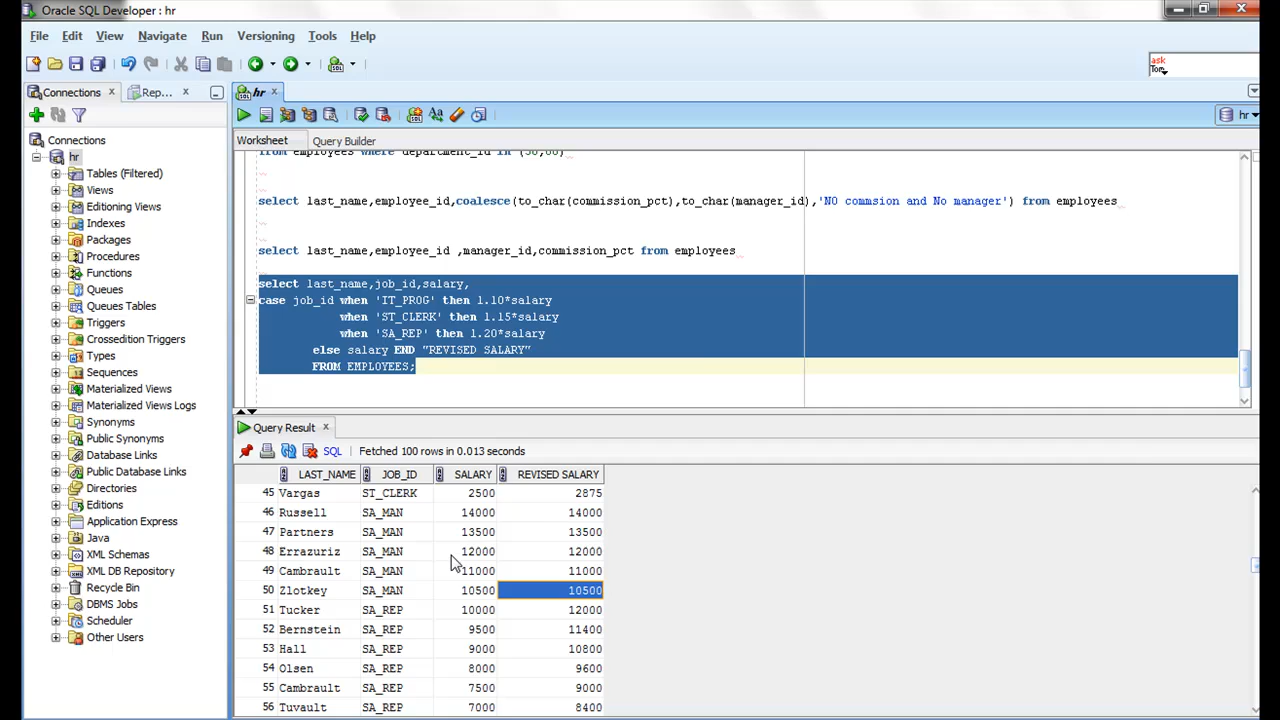 Oracle SQL Developer : hr
File Edit View Navigate Run Versioning Tools Help
ask
Tom
Connections Rep... hr
hr
Worksheet Query Builder
Connections
hr
Tables (Filtered)
Views
Editioning Views
Indexes
Packages
Procedures
Functions
Queues
Queues Tables
Triggers
Crossedition Triggers
Types
Sequences
Materialized Views
Materialized Views Logs
Synonyms
Public Synonyms
Database Links
Public Database Links
Directories
Editions
Application Express
Java
XML Schemas
XML DB Repository
Recycle Bin
DBMS Jobs
Scheduler
Other Users
from employees where department_id in (50,60)
select last_name,employee_id,coalesce(to_char(commission_pct),to_char(manager_id),'NO commsion and No manager') from employees
select last_name,employee_id ,manager_id,commission_pct from employees
select last_name,job_id,salary,
case job_id when 'IT_PROG' then 1.10*salary
when 'ST_CLERK' then 1.15*salary
when 'SA_REP' then 1.20*salary
else salary END "REVISED SALARY"
FROM EMPLOYEES;
Query Result
SQL Fetched 100 rows in 0.013 seconds
LAST_NAME JOB_ID SALARY REVISED SALARY
45 Vargas ST_CLERK 2500 2875
46 Russell SA_MAN 14000 14000
47 Partners SA_MAN 13500 13500
48 Errazuriz SA_MAN 12000 12000
49 Cambrault SA_MAN 11000 11000
50 Zlotkey SA_MAN 10500 10500
51 Tucker SA_REP 10000 12000
52 Bernstein SA_REP 9500 11400
53 Hall SA_REP 9000 10800
54 Olsen SA_REP 8000 9600
55 Cambrault SA_REP 7500 9000
56 Tuvault SA_REP 7000 8400